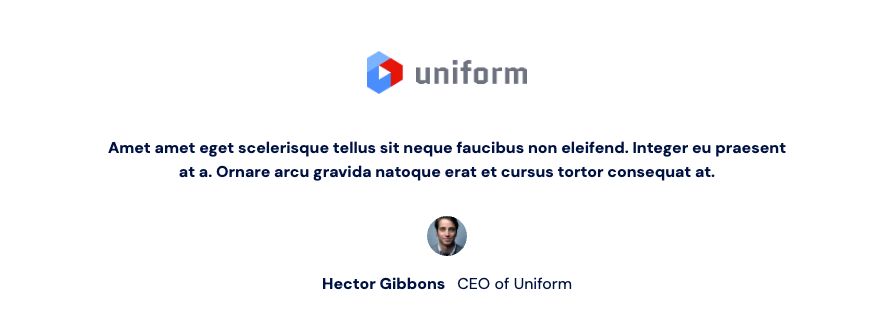 uniform
Amet amet eget scelerisque tellus sit neque faucibus non eleifend. Integer eu praesent
at a. Ornare arcu gravida natoque erat et cursus tortor consequat at.
Hector Gibbons CEO of Uniform